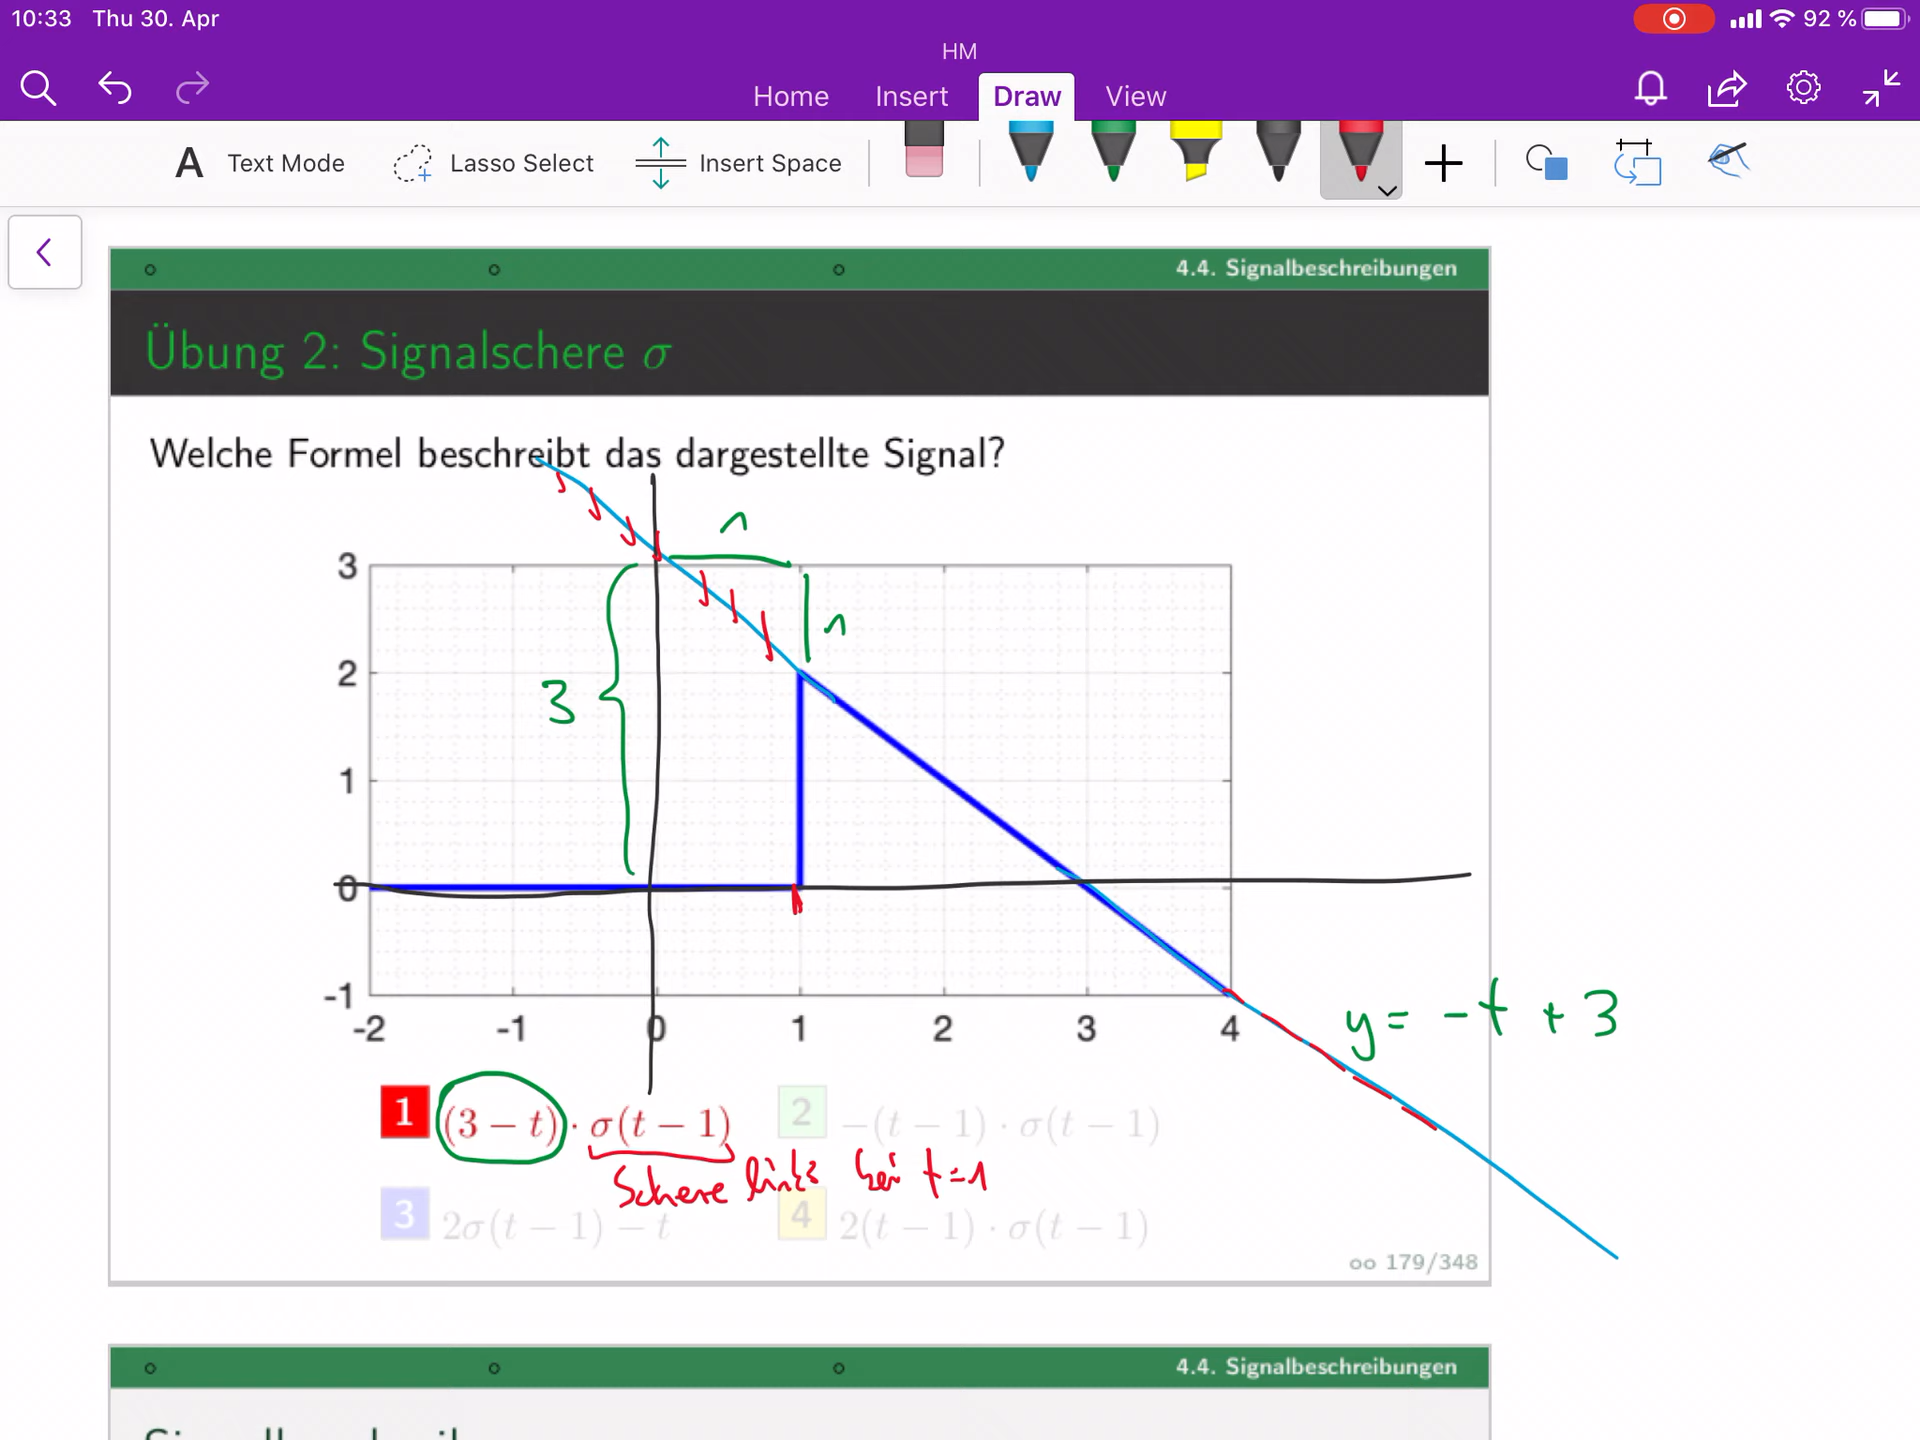 10:33 Thu 30. Apr 92 %
HM
Home Insert Draw View
A Text Mode Lasso Select Insert Space
4.4. Signalbeschreibungen
Übung 2: Signalschere σ
Welche Formel beschreibt das dargestellte Signal?
1
3
1
2
3
1
0
-1
-2 -1 0 1 2 3 4
y = -t + 3
1 (3 − t) · σ(t − 1) 2 −(t − 1) · σ(t − 1)
Schere links bei t=1
3 2σ(t − 1) − t 4 2(t − 1) · σ(t − 1)
oo 179/348
4.4. Signalbeschreibungen